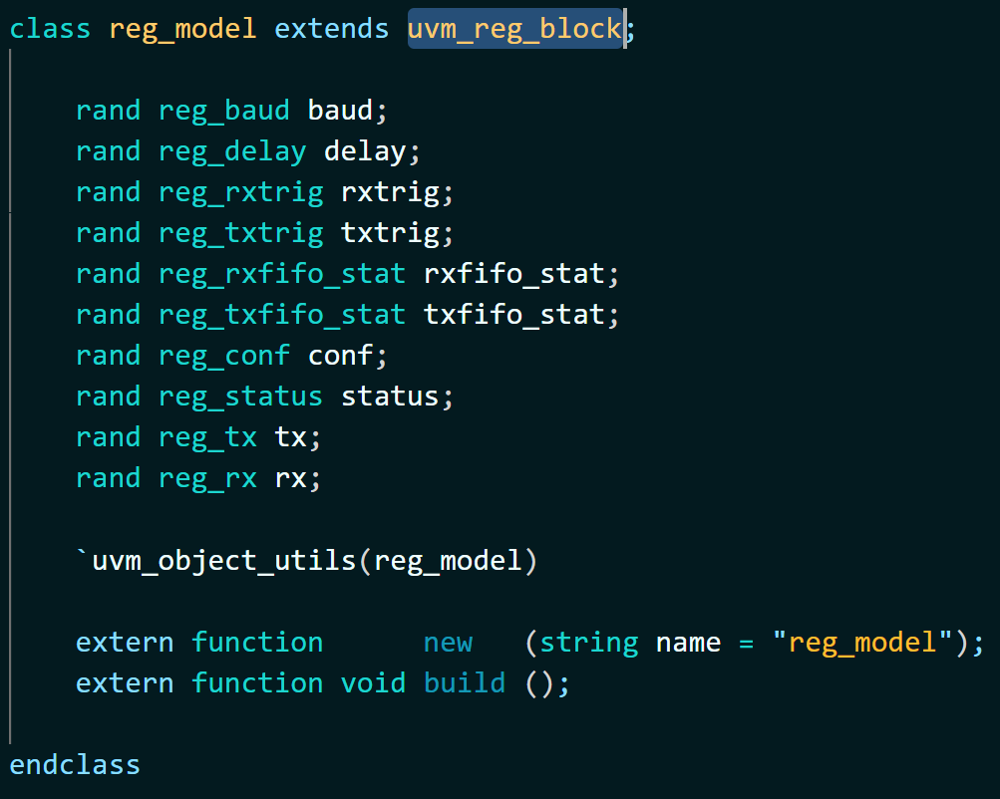 class reg_model extends uvm_reg_block;
rand reg_baud baud;
rand reg_delay delay;
rand reg_rxtrig rxtrig;
rand reg_txtrig txtrig;
rand reg_rxfifo_stat rxfifo_stat;
rand reg_txfifo_stat txfifo_stat;
rand reg_conf conf;
rand reg_status status;
rand reg_tx tx;
rand reg_rx rx;
`uvm_object_utils(reg_model)
extern function      new   (string name = "reg_model");
extern function void build ();
endclass